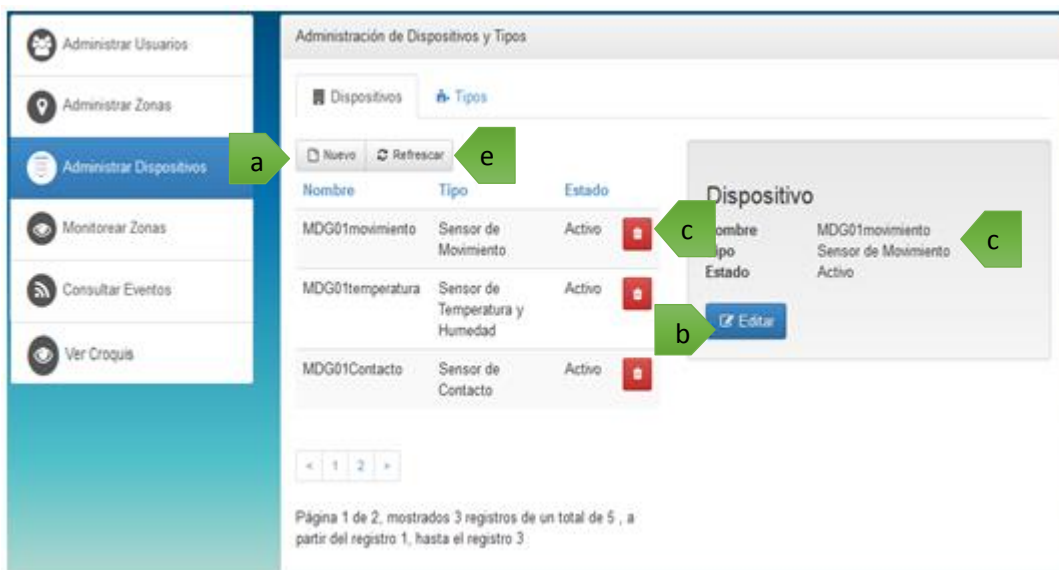 Administrar Usuarios
Administrar Zonas
Administrar Dispositivos
Monitorear Zonas
Consultar Eventos
Ver Croquis
Administración de Dispositivos y Tipos
Dispositivos Tipos
a Nuevo Refrescar e
Nombre Tipo Estado
MDG01movimiento Sensor de Activo c
Movimiento
MDG01temperatura Sensor de Activo
Temperatura y
Humedad
MDG01Contacto Sensor de Activo
Contacto
< 1 2 >
Página 1 de 2, mostrados 3 registros de un total de 5 , a
partir del registro 1, hasta el registro 3
Dispositivo
ombre MDG01movimiento
ipo Sensor de Movimiento c
Estado Activo
b Editar